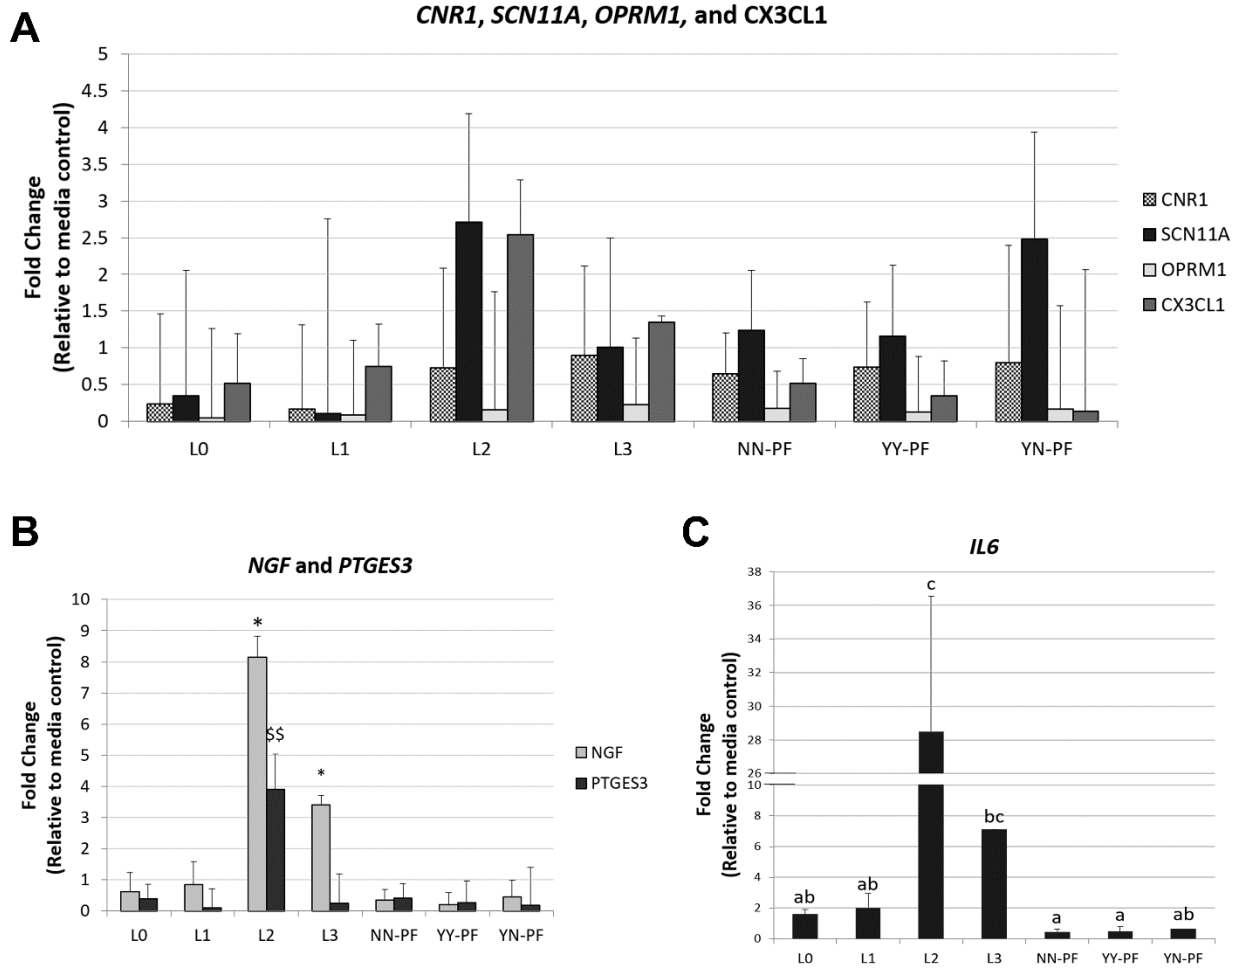 A
CNR1, SCN11A, OPRM1, and CX3CL1
Fold Change
(Relative to media control)
5
4.5
4
3.5
3
2.5
2
1.5
1
0.5
0
L0 L1 L2 L3 NN-PF YY-PF YN-PF
CNR1
SCN11A
OPRM1
CX3CL1
B
NGF and PTGES3
Fold Change
(Relative to media control)
10
9
8
7
6
5
4
3
2
1
0
*
$$
*
L0 L1 L2 L3 NN-PF YY-PF YN-PF
NGF
PTGES3
C
IL6
Fold Change
(Relative to media control)
38
36
34
32
30
28
26
10
8
6
4
2
0
ab ab c bc a a ab
L0 L1 L2 L3 NN-PF YY-PF YN-PF